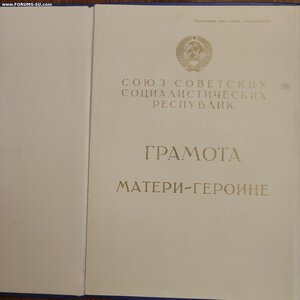 www.FORUMS-SU.com
СОЮЗ СОВЕТСКИХ
СОЦИАЛИСТИЧЕСКИХ
РЕСПУБЛИК
ГРАМОТА
МАТЕРИ-ГЕРОИНЕ